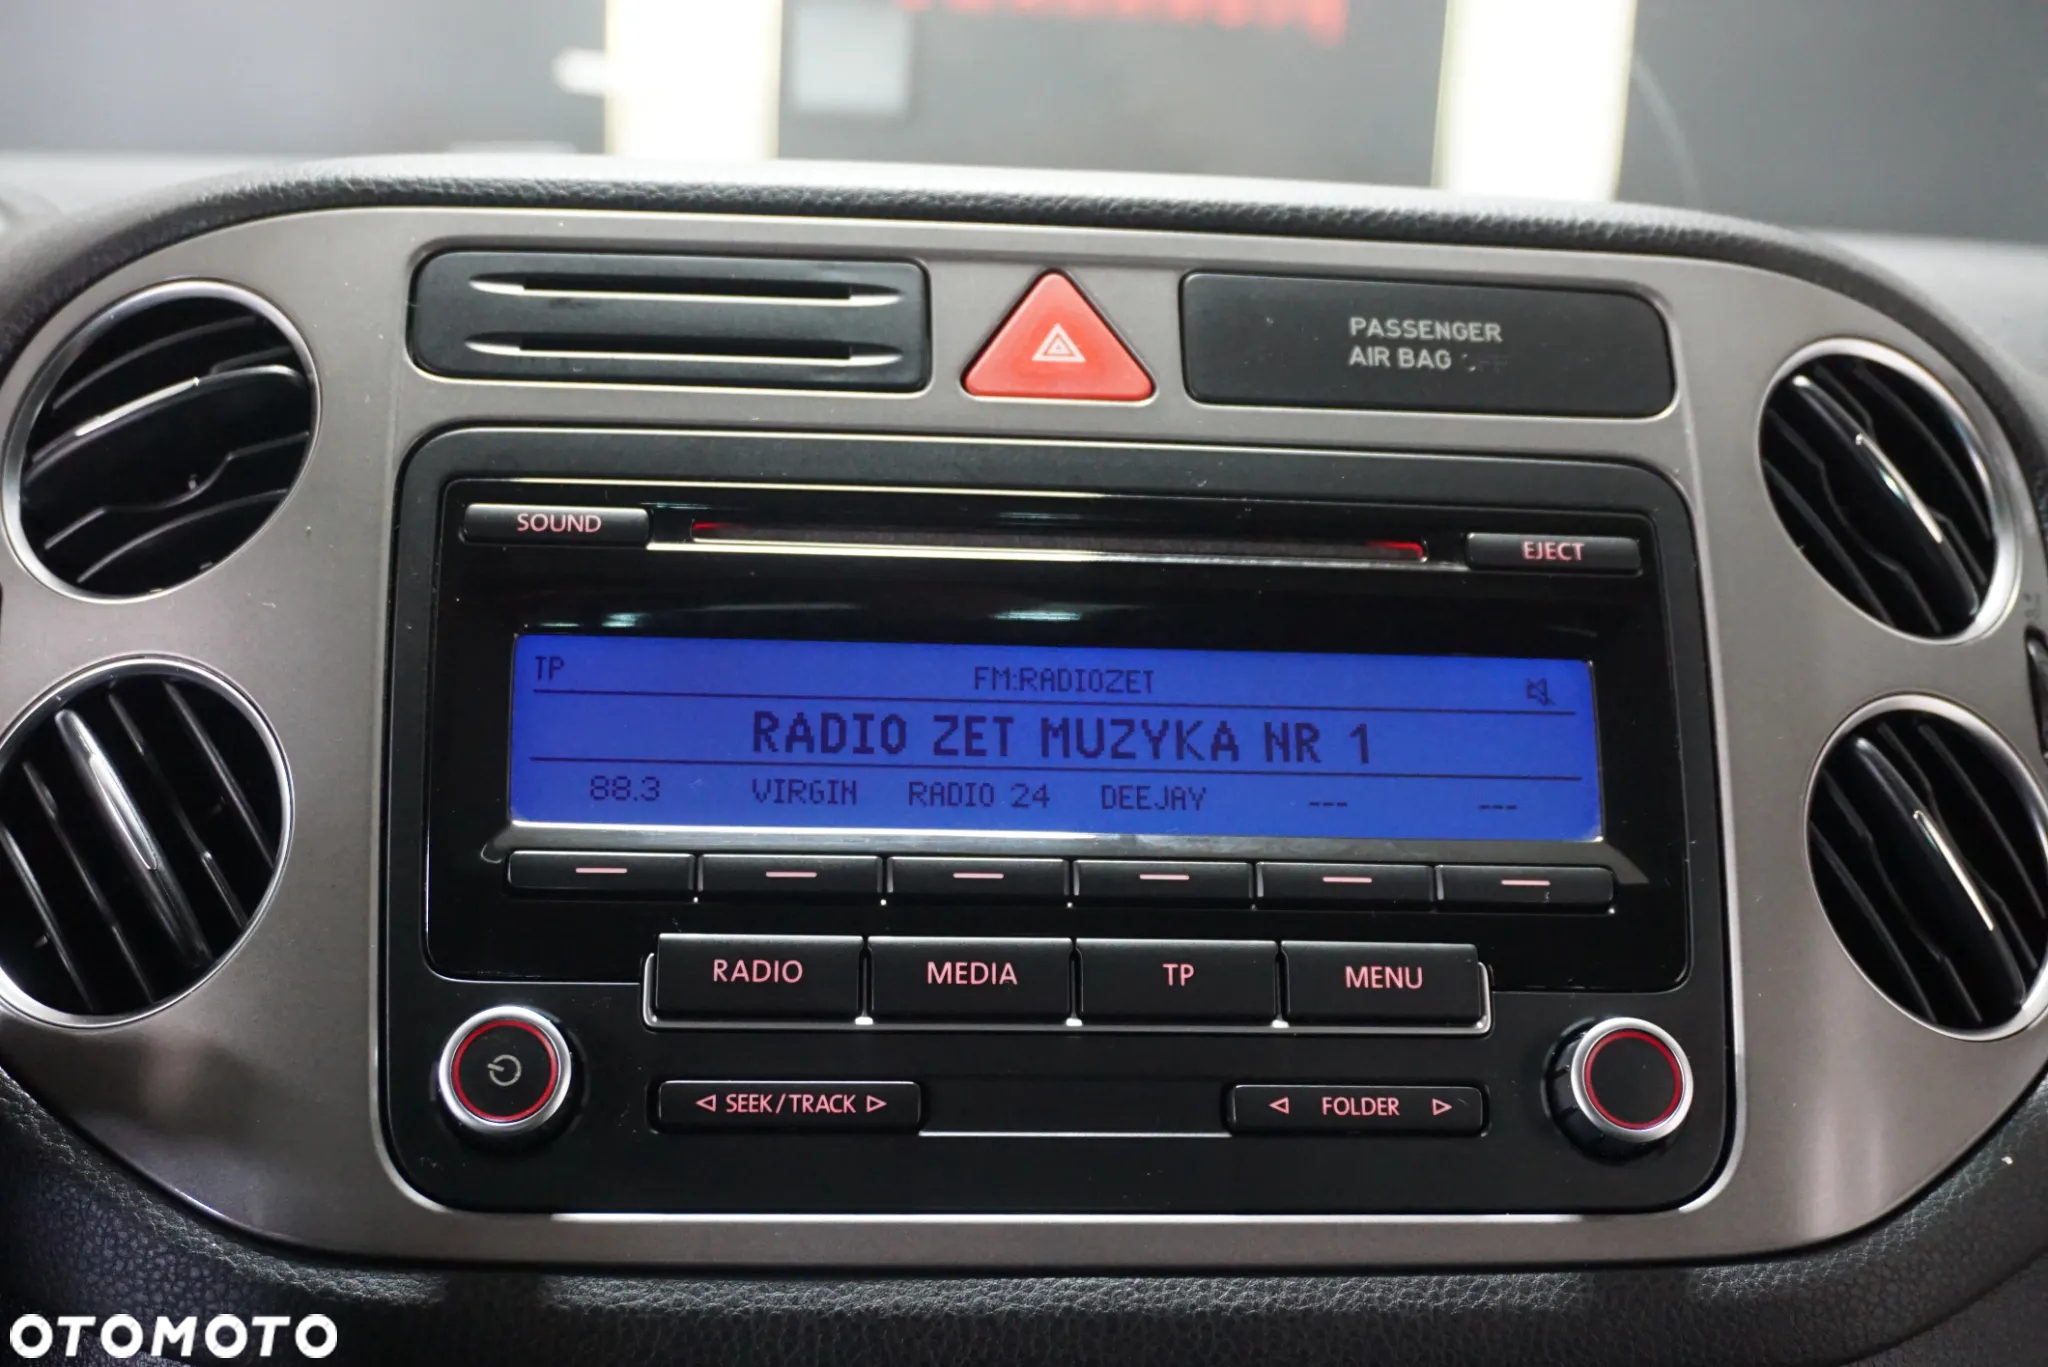 PASSENGER
AIR BAG
SOUND
EJECT
TP
FM:RADIOZET
RADIO ZET MUZYKA NR 1
88.3 VIRGIN RADIO 24 DEEJAY --- ---
RADIO MEDIA TP MENU
SEEK/TRACK
FOLDER
OTOMOTO